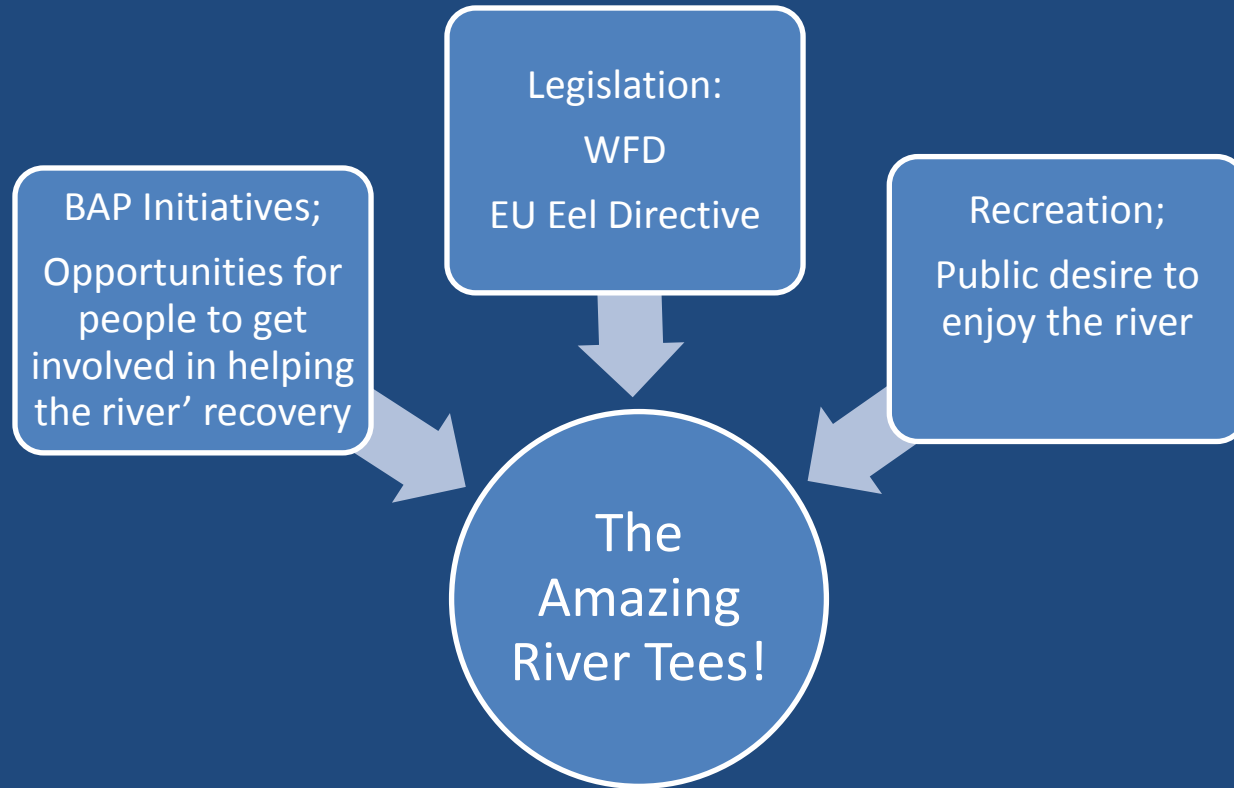 BAP Initiatives;
Opportunities for
people to get
involved in helping
the river’ recovery
Legislation:
WFD
EU Eel Directive
Recreation;
Public desire to
enjoy the river
The
Amazing
River Tees!